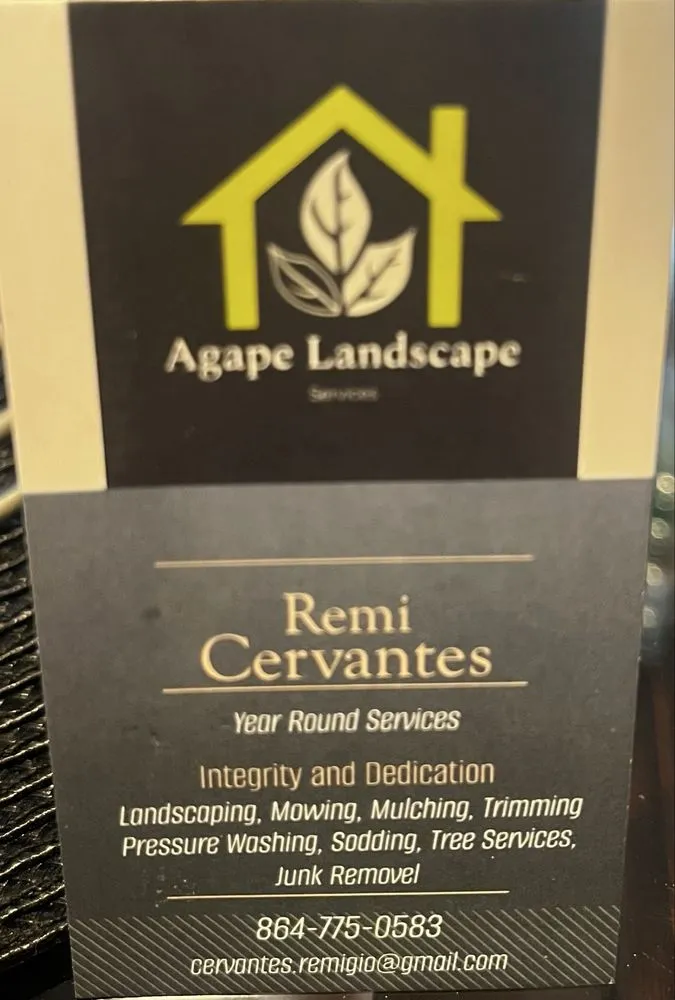 Agape Landscape
Services
Remi
Cervantes
Year Round Services
Integrity and Dedication
Landscaping, Mowing, Mulching, Trimming
Pressure Washing, Sodding, Tree Services,
Junk Removel
864-775-0583
cervantes.remigio@gmail.com